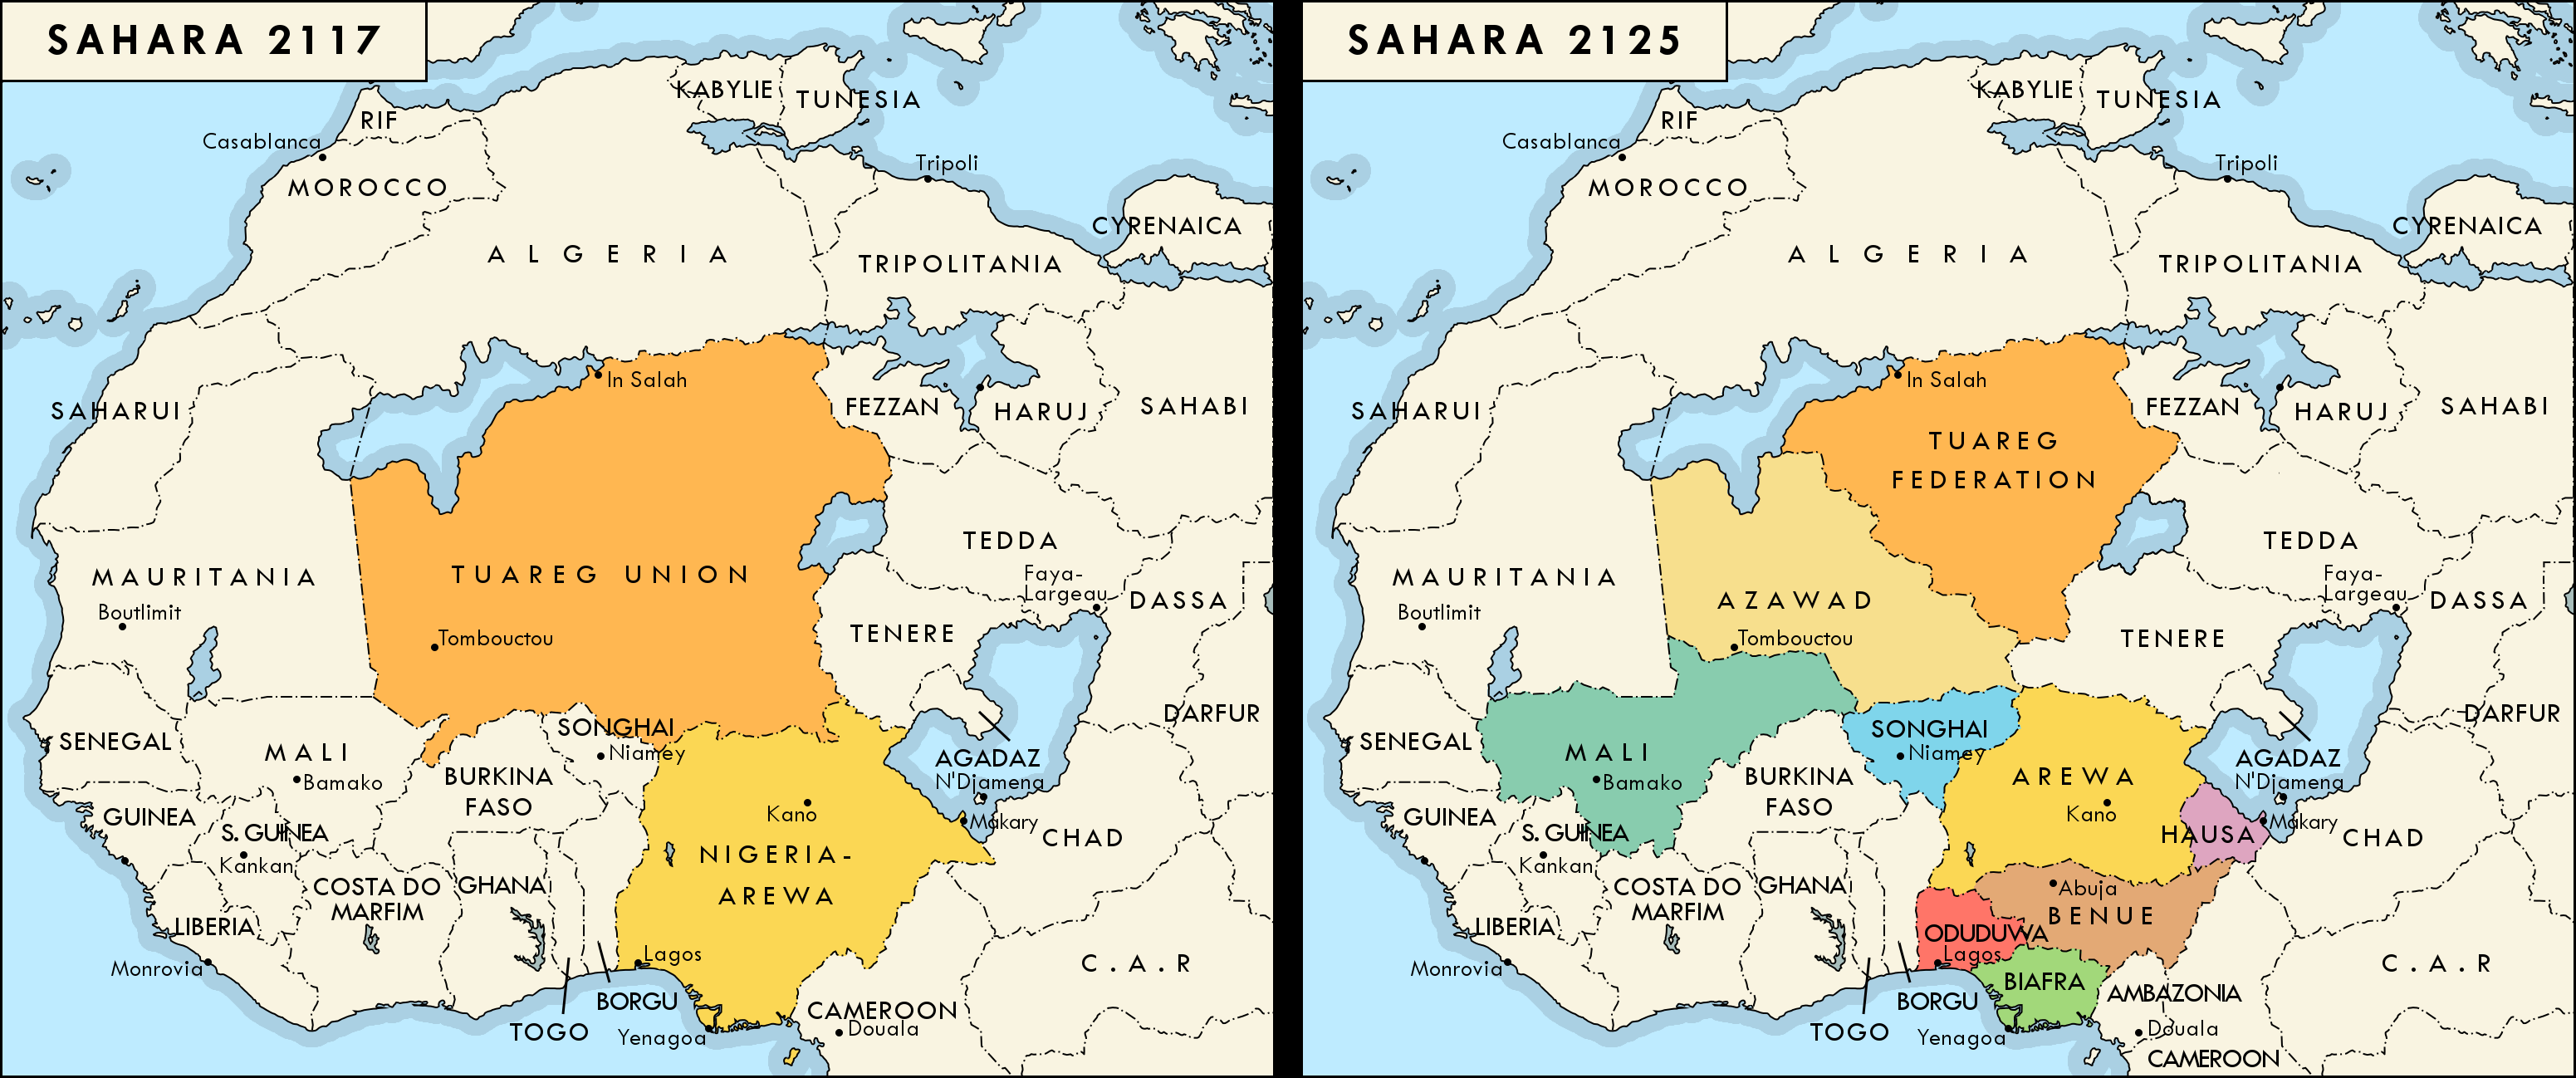 SAHARA 2117
KABYLIE
TUNESIA
RIF
Casablanca
MOROCCO
Tripoli
CYRENAICA
ALGERIA
TRIPOLITANIA
In Salah
SAHARUI
FEZZAN
HARUJ
SAHABI
TEDDA
TUAREG UNION
MAURITANIA
Faya-
Largeau
DASSA
Boutlimit
Tombouctou
TENERE
DARFUR
SENEGAL
SONGHAI
MALI
Niamey
AGADAZ
Bamako
BURKINA
FASO
N'Djamena
Kano
Makary
GUINEA
S. GUINEA
CHAD
Kankan
NIGERIA-
AREWA
COSTA DO
MARFIM
GHANA
LIBERIA
Lagos
Monrovia
C.A.R
BORGU
CAMEROON
TOGO
Yenagoa
Douala
SAHARA 2125
KABYLIE
TUNESIA
RIF
Casablanca
MOROCCO
Tripoli
CYRENAICA
ALGERIA
TRIPOLITANIA
In Salah
SAHARUI
FEZZAN
HARUJ
SAHABI
TUAREG
FEDERATION
TEDDA
MAURITANIA
Faya-
Largeau
DASSA
AZAWAD
Boutlimit
Tombouctou
TENERE
DARFUR
SENEGAL
SONGHAI
MALI
Niamey
AGADAZ
Bamako
BURKINA
FASO
AREWA
N'Djamena
Kano
Makary
GUINEA
S. GUINEA
HAUSA
CHAD
Kankan
COSTA DO
MARFIM
GHANA
Abuja
BENUE
LIBERIA
ODUDUWA
Lagos
Monrovia
C.A.R
BIAFRA
AMBAZONIA
BORGU
TOGO
Yenagoa
Douala
CAMEROON